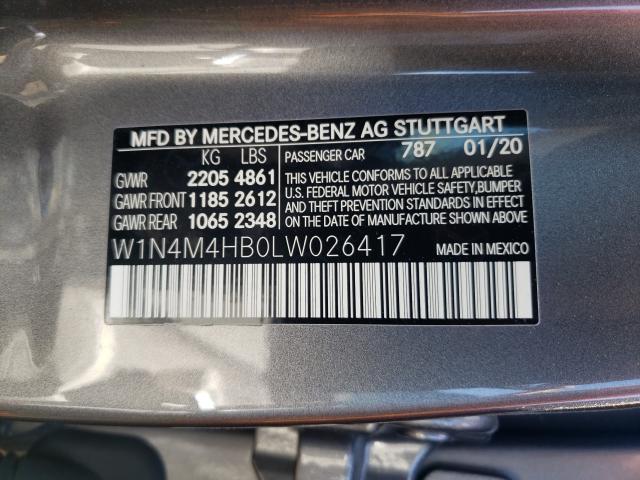 MFD BY MERCEDES-BENZ AG STUTTGART
KG LBS PASSENGER CAR 787 01/20
GVWR 2205 4861
GAWR FRONT 1185 2612
GAWR REAR 1065 2348
THIS VEHICLE CONFORMS TO ALL APPLICABLE
U.S. FEDERAL MOTOR VEHICLE SAFETY,BUMPER
AND THEFT PREVENTION STANDARDS IN EFFECT
ON THE DATE OF MANUFACTURE SHOWN ABOVE
W1N4M4HB0LW026417 MADE IN MEXICO